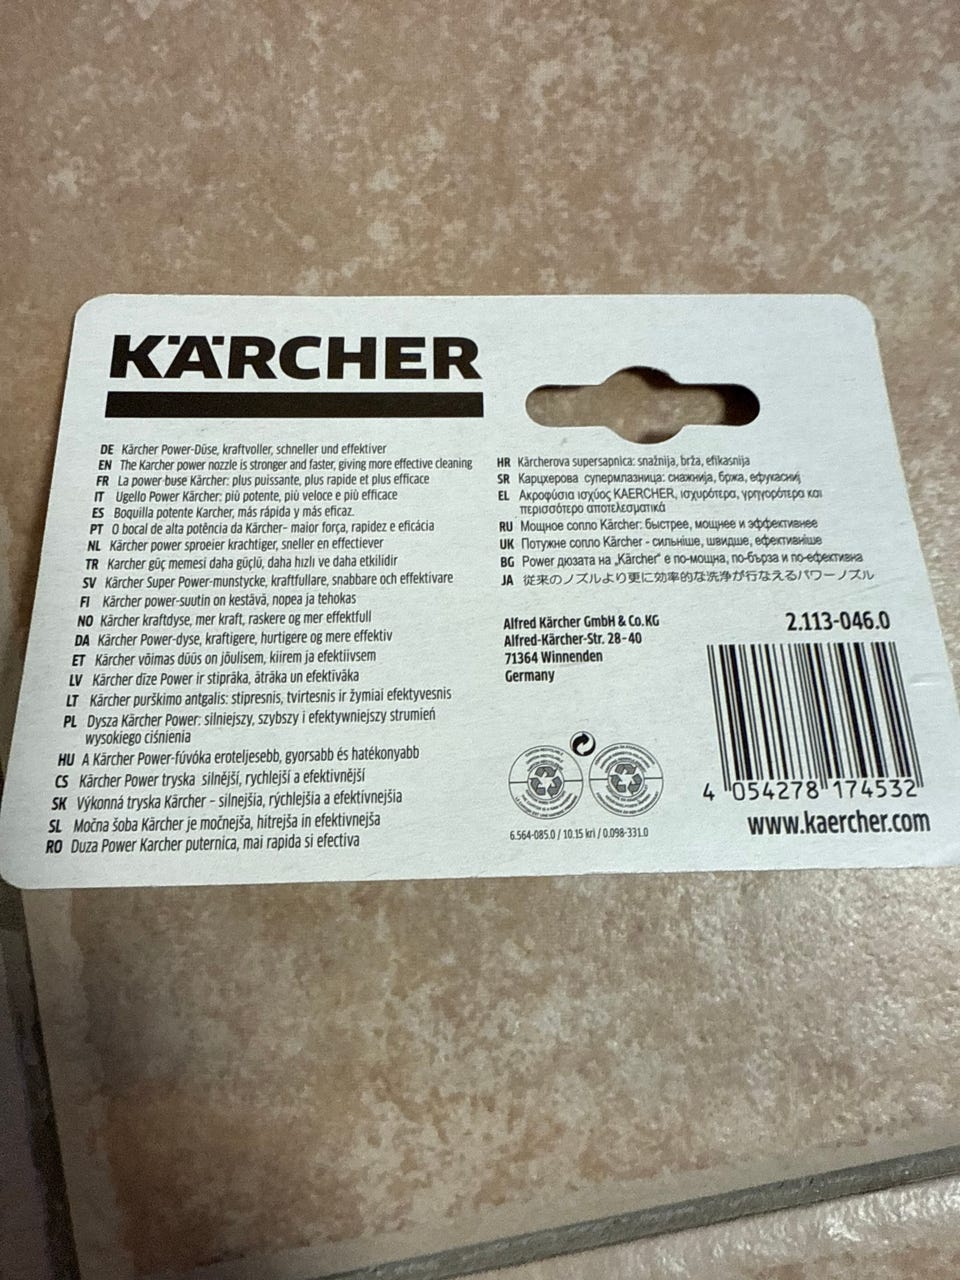 KÄRCHER
DE Kärcher Power-Düse, kraftvoller, schneller und effektiver
EN The Karcher power nozzle is stronger and faster, giving more effective cleaning
FR La power buse Kärcher: plus puissante, plus rapide et plus efficace
IT Ugello Power Kärcher: più potente, più veloce e più efficace
ES Boquilla potente Karcher, más rápida y más eficaz.
PT O bocal de alta potência da Kärcher– maior força, rapidez e eficácia
NL Kärcher power sproeier krachtiger, sneller en effectiever
TR Karcher güç memesi daha güçlü, daha hızlı ve daha etkilidir
SV Kärcher Super Power-munstycke, kraftfullare, snabbare och effektivare
FI Kärcher power-suutin on kestävä, nopea ja tehokas
NO Kärcher kraftdyse, mer kraft, raskere og mer effektfull
DA Kärcher Power-dyse, kraftigere, hurtigere og mere effektiv
ET Kärcher võimas düüs on jõulisem, kiirem ja efektiivsem
LV Kärcher dīze Power ir stiprāka, ātrāka un efektīvāka
LT Kärcher purškimo antgalis: stipresnis, tvirtesnis ir žymiai efektyvesnis
PL Dysza Kärcher Power: silniejszy, szybszy i efektywniejszy strumień
wysokiego ciśnienia
HU A Kärcher Power-fúvóka eroteljesebb, gyorsabb és hatékonyabb
CS Kärcher Power tryska silnější, rychlejší a efektivnější
SK Výkonná tryska Kärcher – silnejšia, rýchlejšia a efektívnejšia
SL Močna šoba Kärcher je močnejša, hitrejša in efektivnejša
RO Duza Power Karcher puternica, mai rapida si efectiva
HR Kärcherova supersapnica: snažnija, brža, efikasnija
SR Карцхерова супермлазница: снажнија, бржа, ефукаснији
EL Ακροφύσια ισχύος KAERCHER, ισχυρότερα, γρηγορότερα και
περισσότερο αποτελεσματικά
RU Мощное сопло Kärcher: быстрее, мощнее и эффективнее
UK Потужне сопло Kärcher - сильніше, швидше, ефективніше
BG Power дюзата на „Kärcher“ е по-мощна, по-бърза и по-ефективна
JA 従来のノズルより更に効率的な洗浄が行なえるパワーノズル
Alfred Kärcher GmbH & Co. KG
Alfred-Kärcher-Str. 28-40
71364 Winnenden
Germany
2.113-046.0
4 054278 174532
www.kaercher.com
6.564-085.0 / 10.15 kri / 0.098-331.0